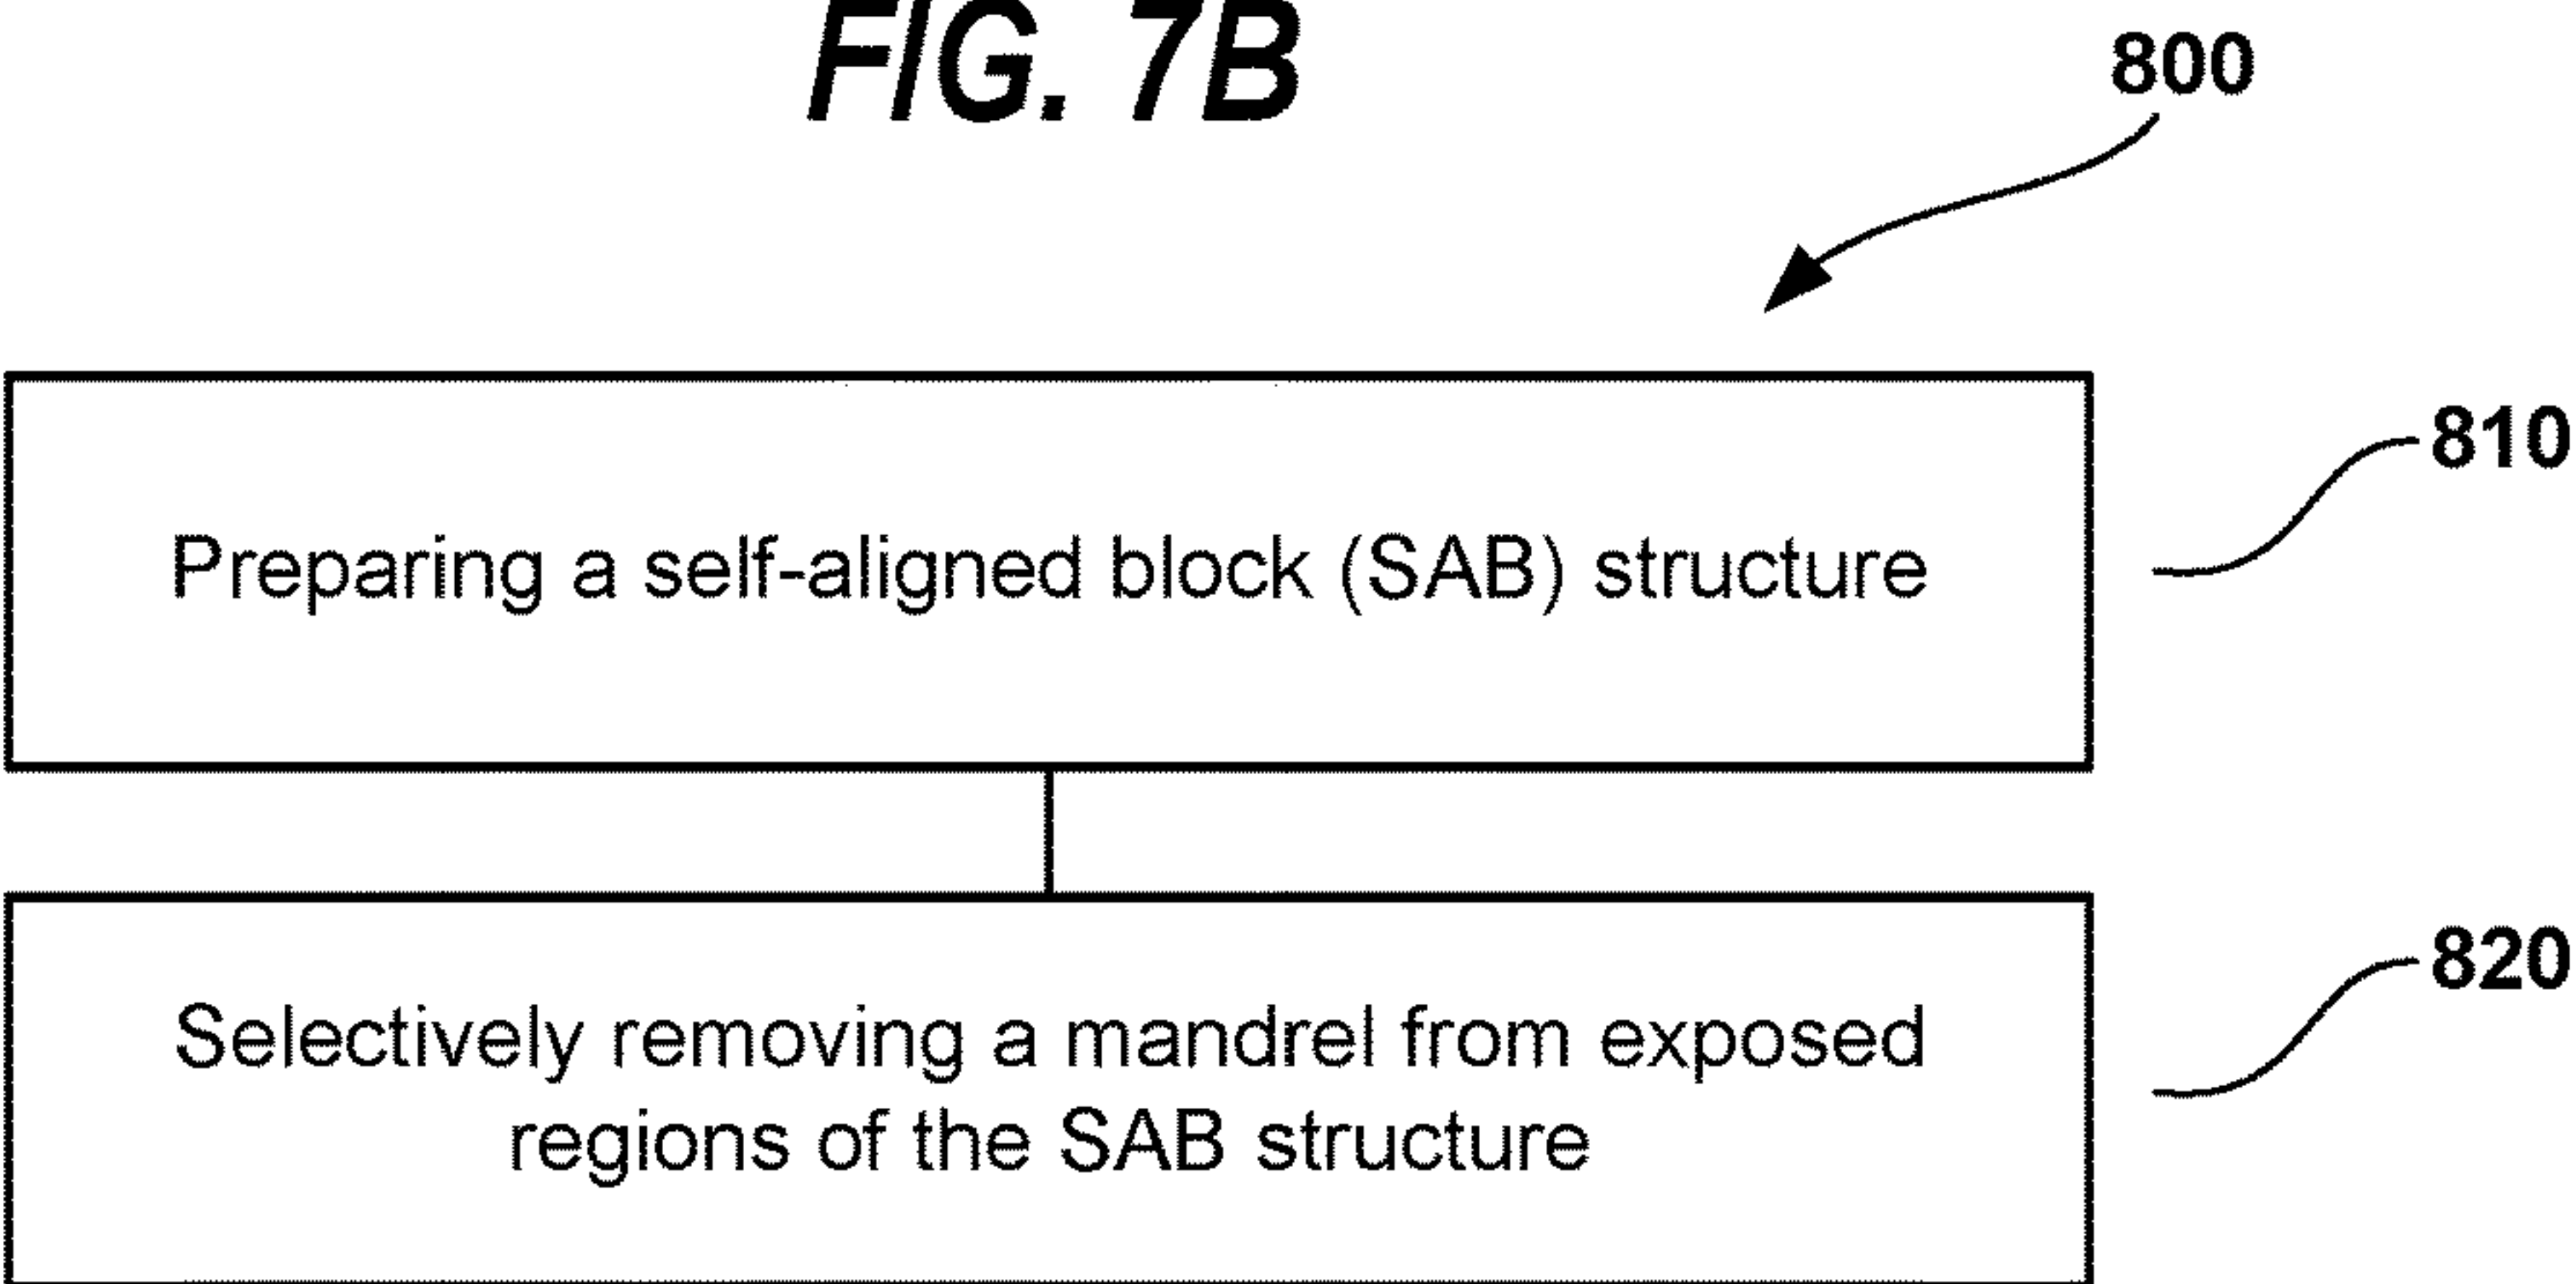 FIG. 7B
800
810
Preparing a self-aligned block (SAB) structure
820
Selectively removing a mandrel from exposed
regions of the SAB structure